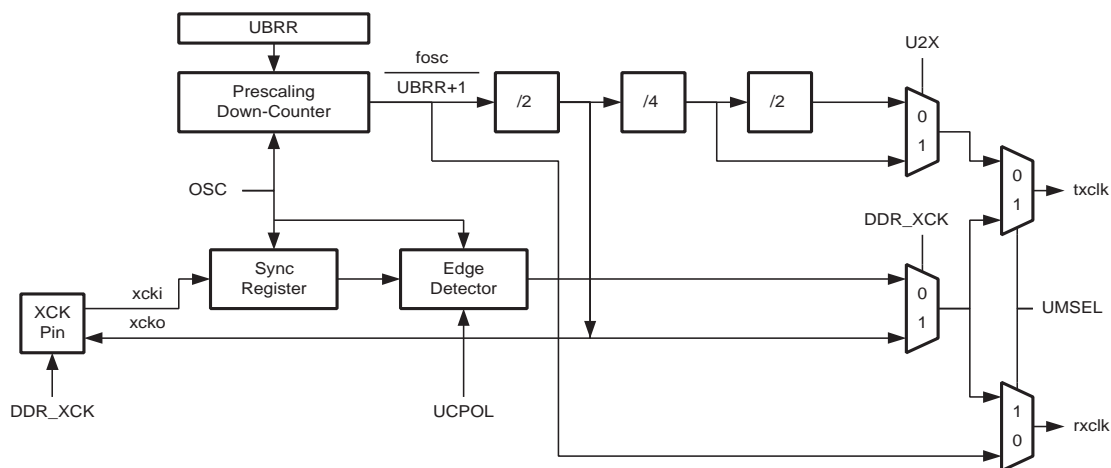 UBRR
Prescaling
Down-Counter
fosc
UBRR+1
/2
/4
/2
U2X
0
1
OSC
0
1
txclk
DDR_XCK
Sync
Register
Edge
Detector
0
1
UMSEL
xcki
XCK
Pin
xcko
DDR_XCK
UCPOL
1
0
rxclk